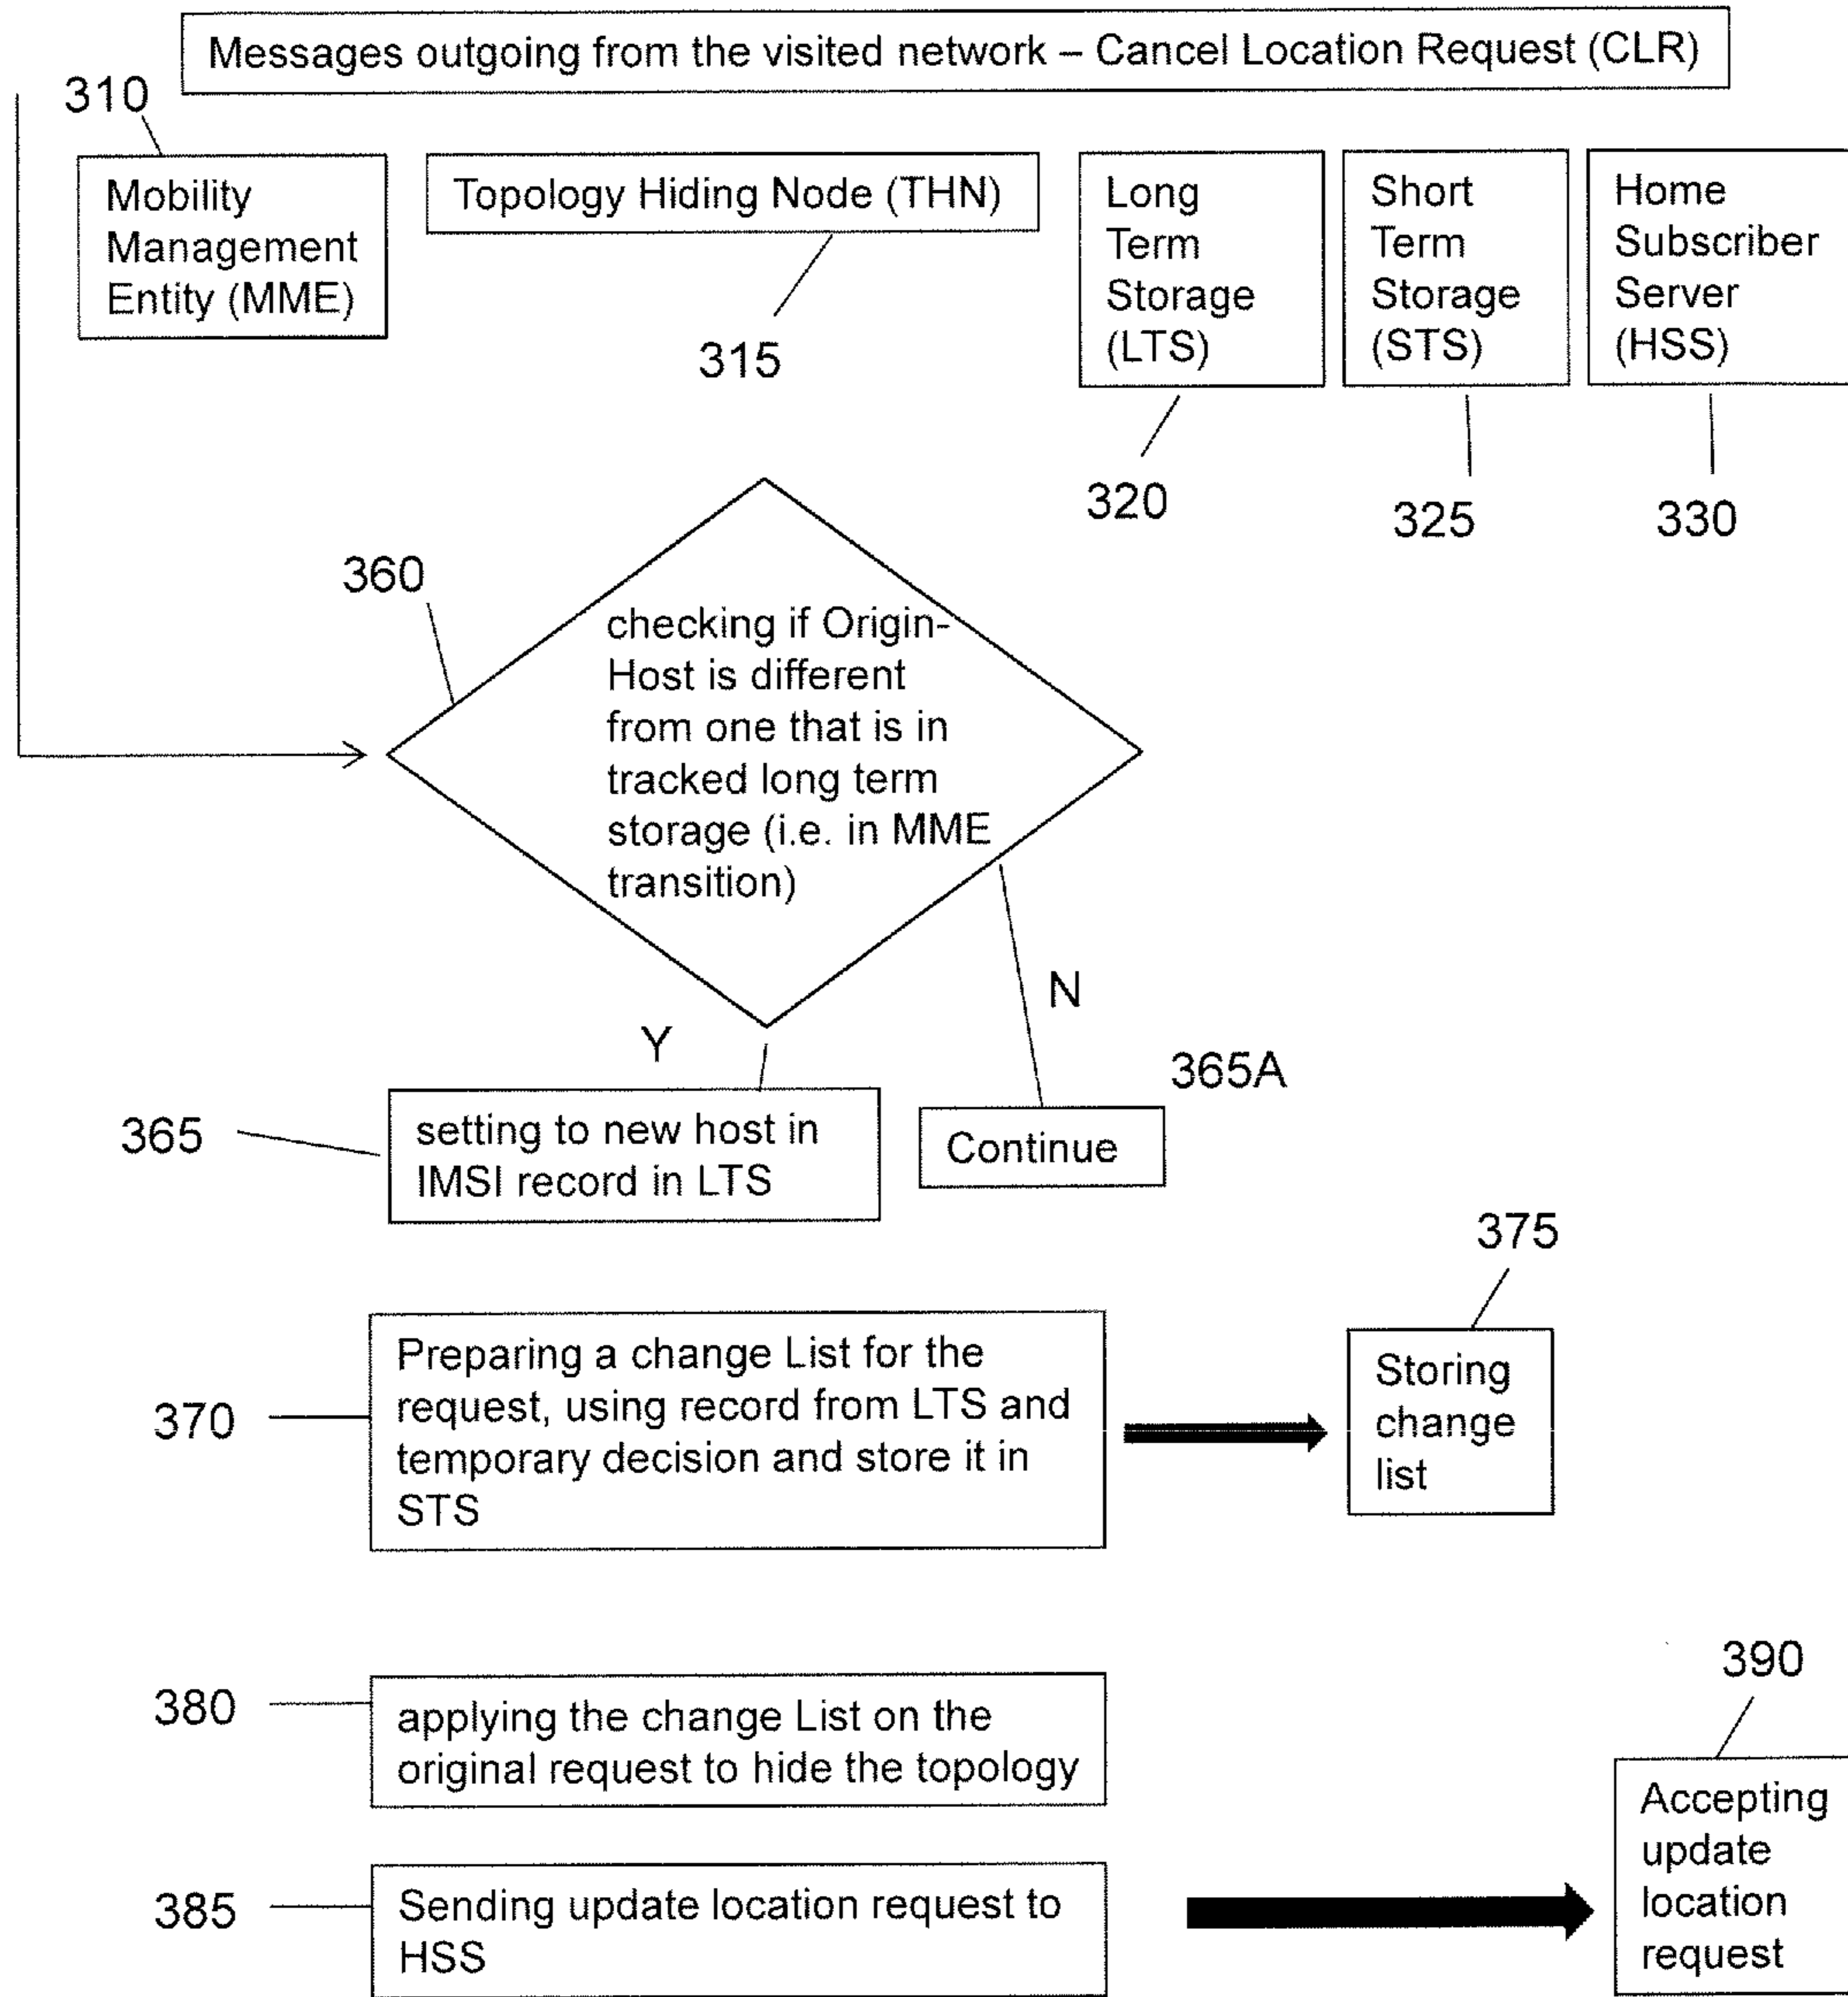 Messages outgoing from the visited network – Cancel Location Request (CLR)
310
Mobility
Management
Entity (MME)
Topology Hiding Node (THN)
315
Long
Term
Storage
(LTS)
320
Short
Term
Storage
(STS)
325
Home
Subscriber
Server
(HSS)
330
360
checking if Origin-
Host is different
from one that is in
tracked long term
storage (i.e. in MME
transition)
Y
N
365
setting to new host in
IMSI record in LTS
365A
Continue
370
Preparing a change List for the
request, using record from LTS and
temporary decision and store it in
STS
375
Storing
change
list
380
applying the change List on the
original request to hide the topology
385
Sending update location request to
HSS
390
Accepting
update
location
request